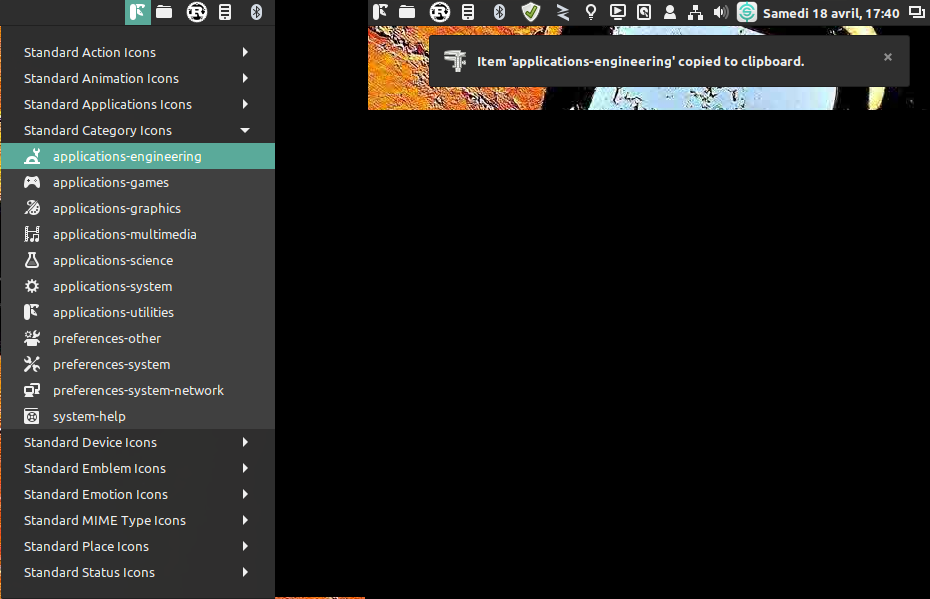 Samedi 18 avril, 17:40
Item 'applications-engineering' copied to clipboard.
Standard Action Icons
Standard Animation Icons
Standard Applications Icons
Standard Category Icons
applications-engineering
applications-games
applications-graphics
applications-multimedia
applications-science
applications-system
applications-utilities
preferences-other
preferences-system
preferences-system-network
system-help
Standard Device Icons
Standard Emblem Icons
Standard Emotion Icons
Standard MIME Type Icons
Standard Place Icons
Standard Status Icons